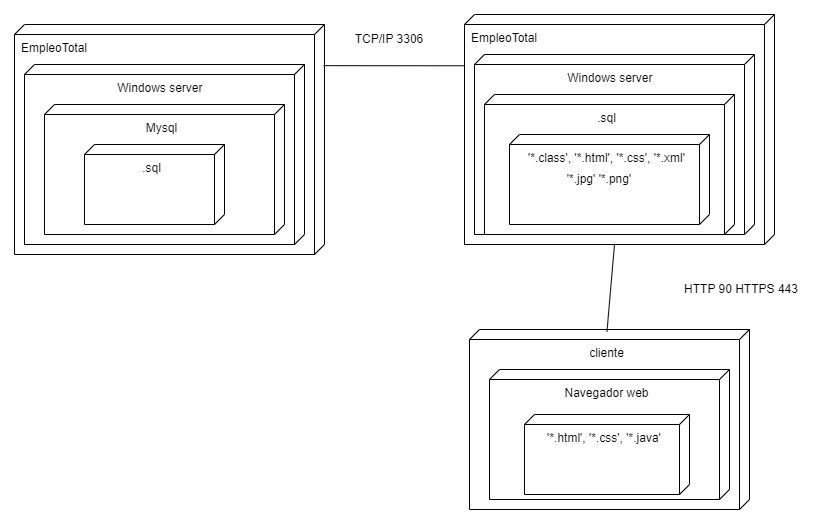 EmpleoTotal
Windows server
Mysql
.sql
TCP/IP 3306
EmpleoTotal
Windows server
.sql
'*.class', '*.html', '*.css', '*.xml'
'*.jpg' '*.png'
HTTP 90 HTTPS 443
cliente
Navegador web
'*.html', '*.css', '*.java'